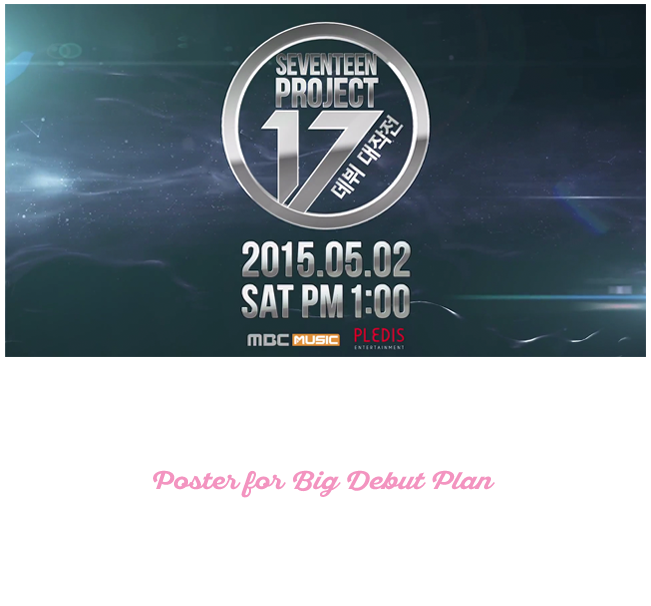 SEVENTEEN
PROJECT
17
데뷔 대작전
2015.05.02
SAT PM 1:00
MBC MUSIC
PLEDIS
ENTERTAINMENT
Poster for Big Debut Plan